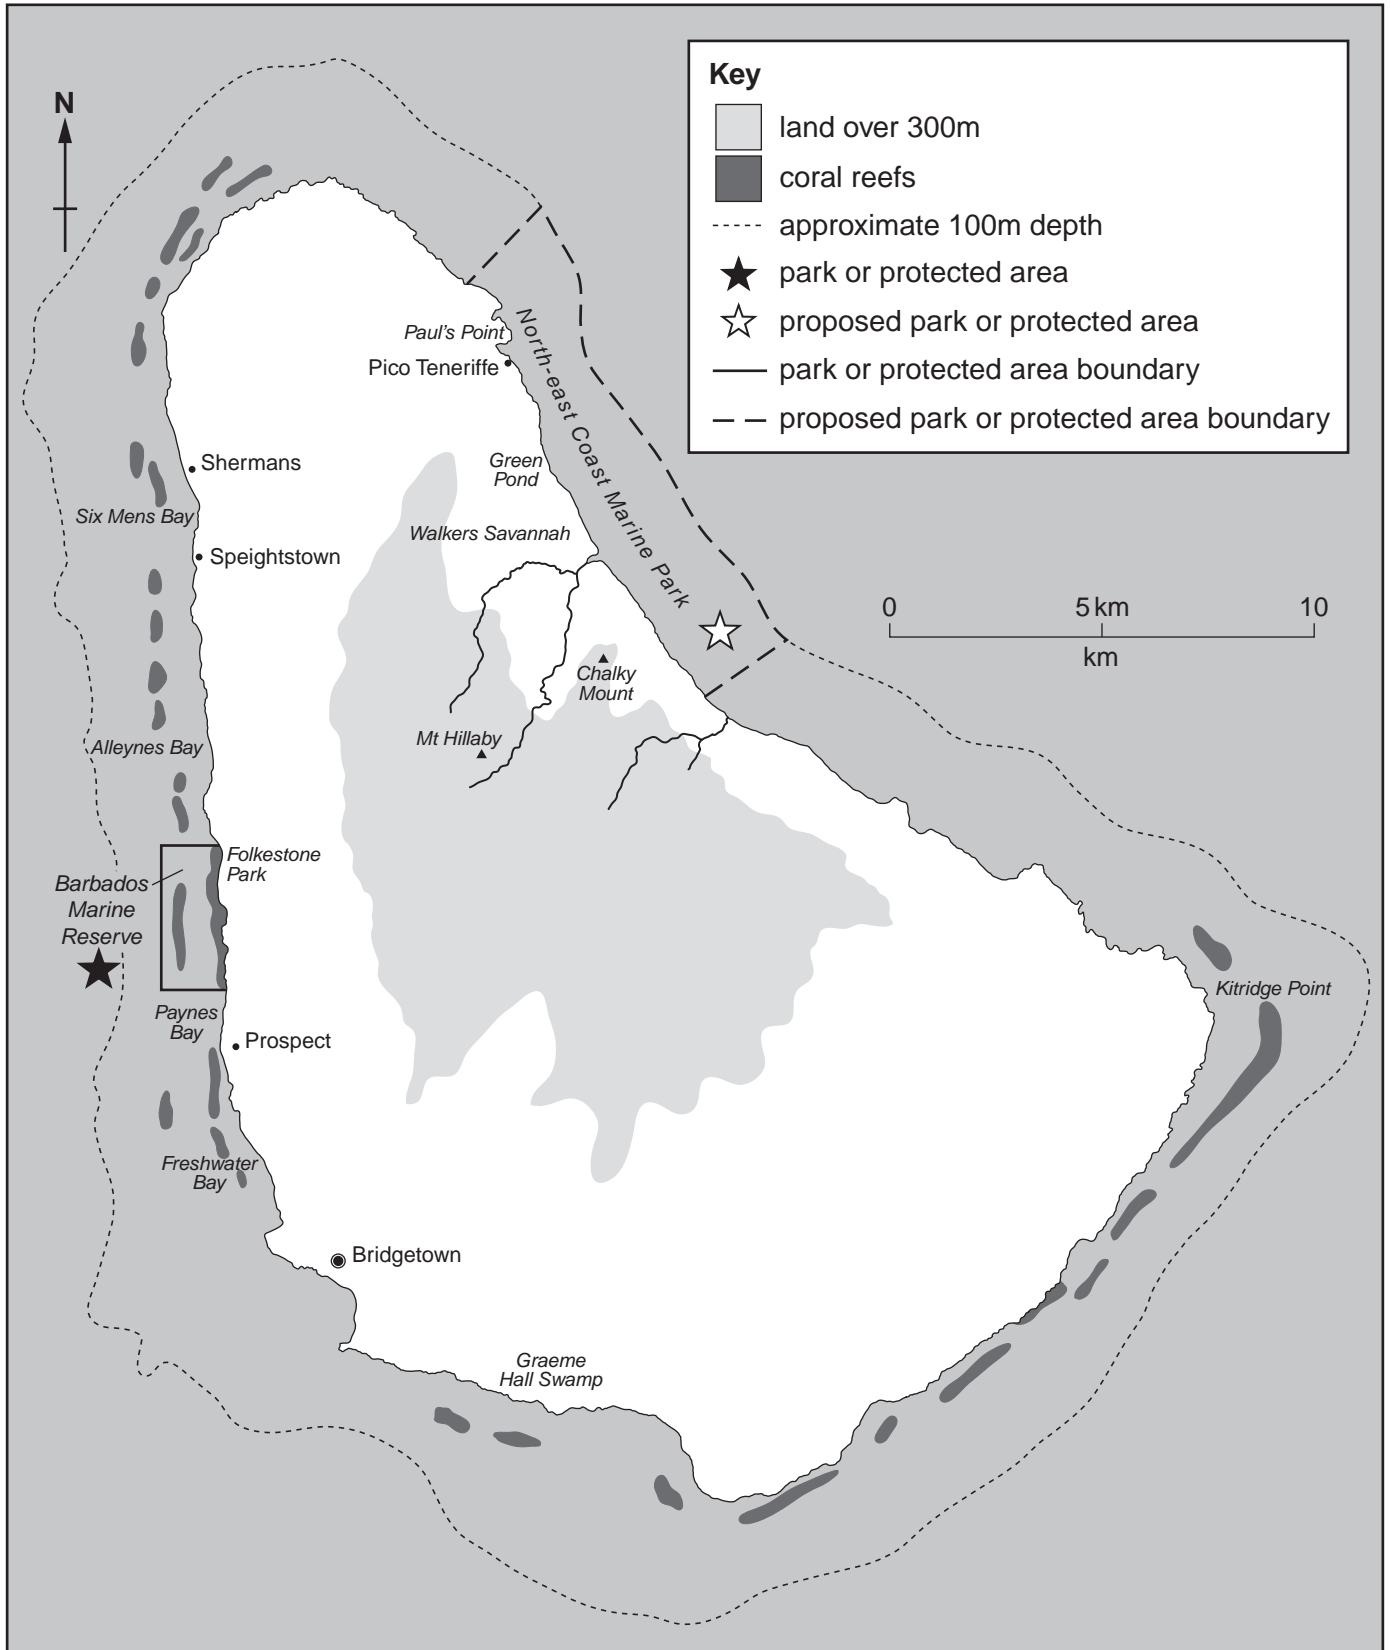 Key
land over 300m
coral reefs
approximate 100m depth
park or protected area
proposed park or protected area
park or protected area boundary
proposed park or protected area boundary
N
Paul's Point
Pico Teneriffe
North-east Coast Marine Park
Green
Pond
Shermans
Six Mens Bay
Walkers Savannah
Speightstown
0 5 km 10
km
Chalky
Mount
Mt Hillaby
Alleynes Bay
Folkestone
Park
Barbados
Marine
Reserve
Kitridge Point
Paynes
Bay
Prospect
Freshwater
Bay
Bridgetown
Graeme
Hall Swamp